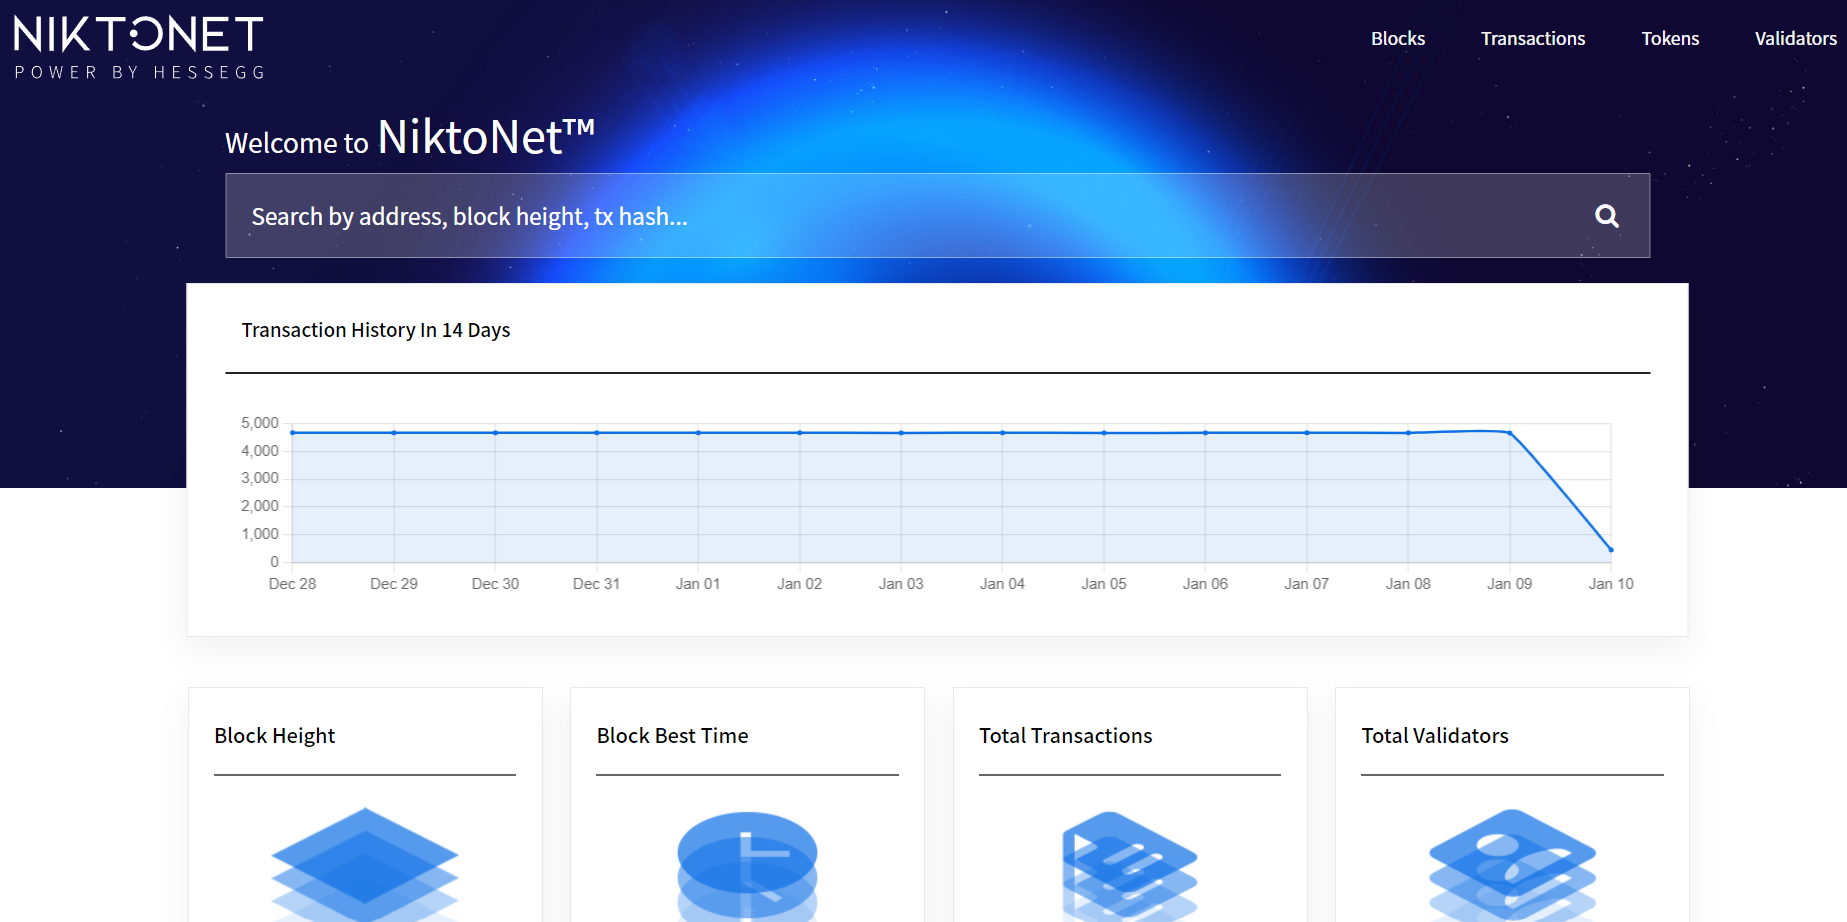 NIKTONET
POWER BY HESSEGG
Blocks Transactions Tokens Validators
Welcome to NiktoNet™
Search by address, block height, tx hash...
Transaction History In 14 Days
5,000
4,000
3,000
2,000
1,000
0
Dec 28 Dec 29 Dec 30 Dec 31 Jan 01 Jan 02 Jan 03 Jan 04 Jan 05 Jan 06 Jan 07 Jan 08 Jan 09 Jan 10
Block Height Block Best Time Total Transactions Total Validators